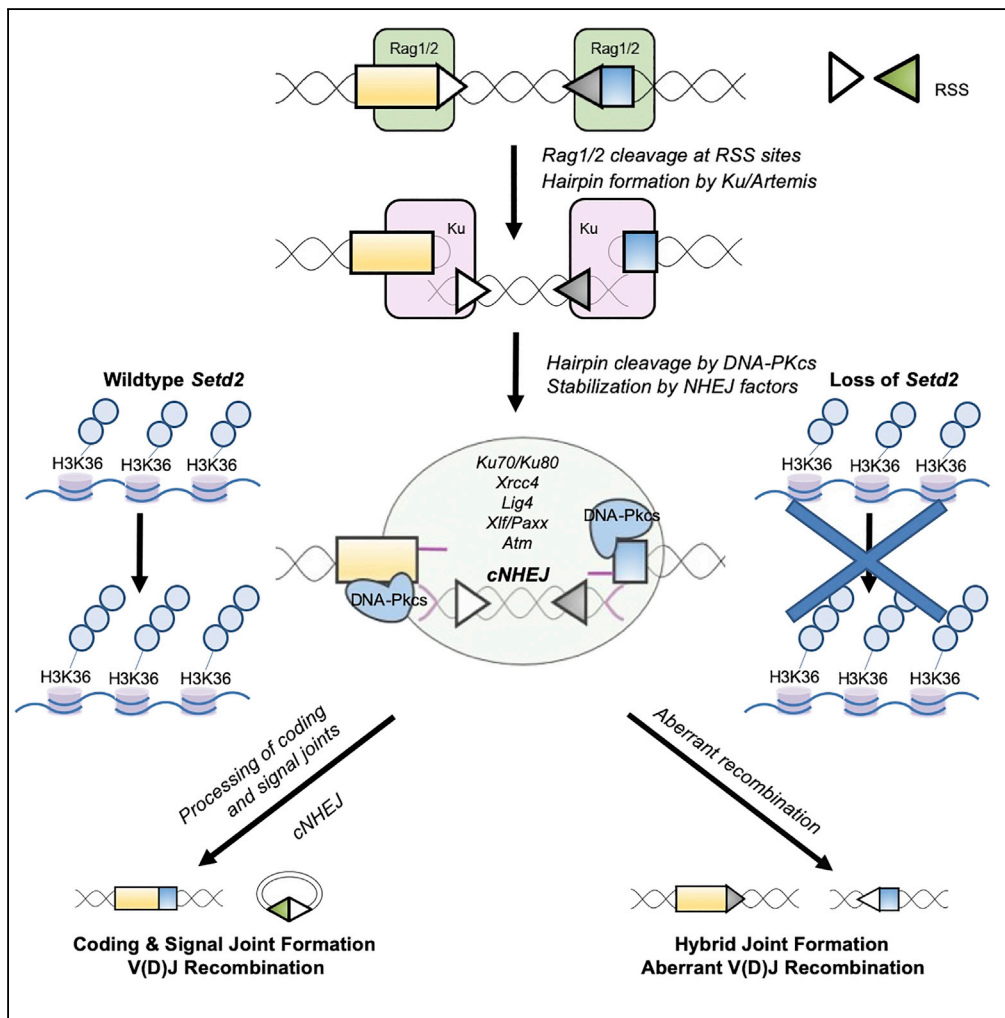 Rag1/2
Rag1/2
RSS
Rag1/2 cleavage at RSS sites
Hairpin formation by Ku/Artemis
Ku
Ku
Hairpin cleavage by DNA-PKcs
Stabilization by NHEJ factors
Wildtype Setd2
H3K36 H3K36 H3K36
H3K36 H3K36 H3K36
Ku70/Ku80
Xrcc4
Lig4
Xlf/Paxx
Atm
cNHEJ
DNA-Pkcs
DNA-Pkcs
Loss of Setd2
H3K36 H3K36 H3K36
H3K36 H3K36 H3K36
Processing of coding
and signal joints
cNHEJ
Aberrant recombination
Coding & Signal Joint Formation
V(D)J Recombination
Hybrid Joint Formation
Aberrant V(D)J Recombination